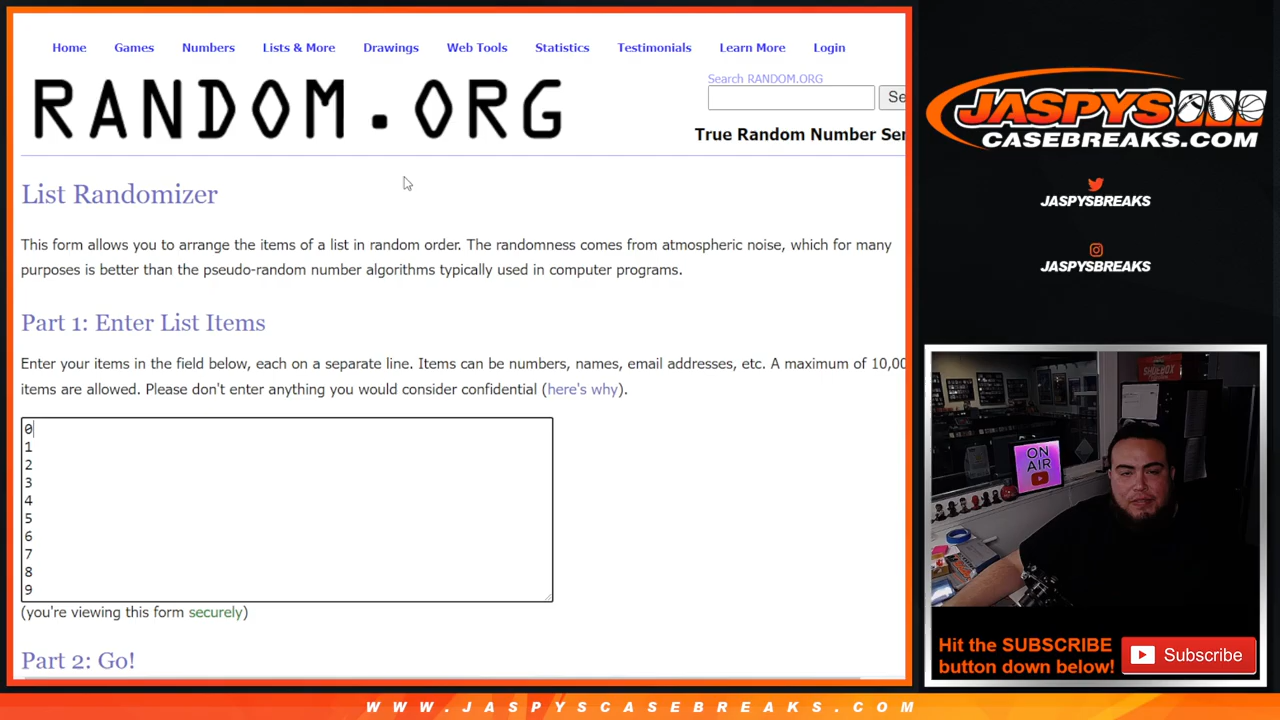 Home Games Numbers Lists & More Drawings Web Tools Statistics Testimonials Learn More Login
RANDOM.ORG
Search RANDOM.ORG
Se
True Random Number Ser
List Randomizer
This form allows you to arrange the items of a list in random order. The randomness comes from atmospheric noise, which for many
purposes is better than the pseudo-random number algorithms typically used in computer programs.
Part 1: Enter List Items
Enter your items in the field below, each on a separate line. Items can be numbers, names, email addresses, etc. A maximum of 10,00
items are allowed. Please don't enter anything you would consider confidential (here's why).
0
1
2
3
4
5
6
7
8
9
(you're viewing this form securely)
Part 2: Go!
JASPYS
CASEBREAKS.COM
JASPYSBREAKS
JASPYSBREAKS
SHOEBOX
ON
AIR
Hit the SUBSCRIBE
button down below!
Subscribe
WWW.JASPYSCASEBREAKS.COM